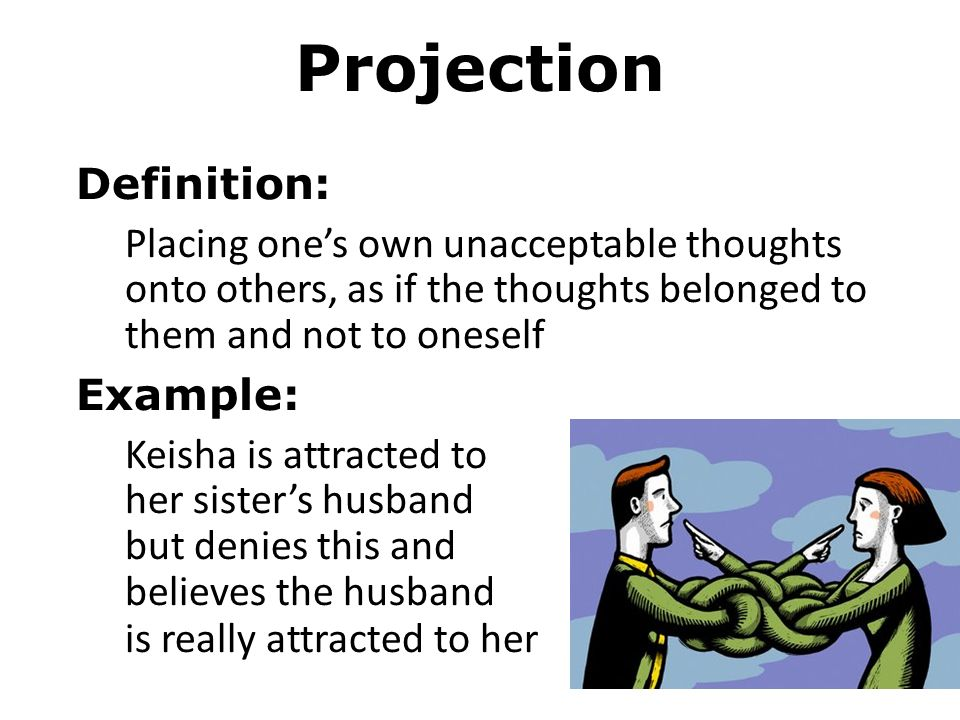 Projection
Definition:
Placing one’s own unacceptable thoughts
onto others, as if the thoughts belonged to
them and not to oneself
Example:
Keisha is attracted to
her sister’s husband
but denies this and
believes the husband
is really attracted to her